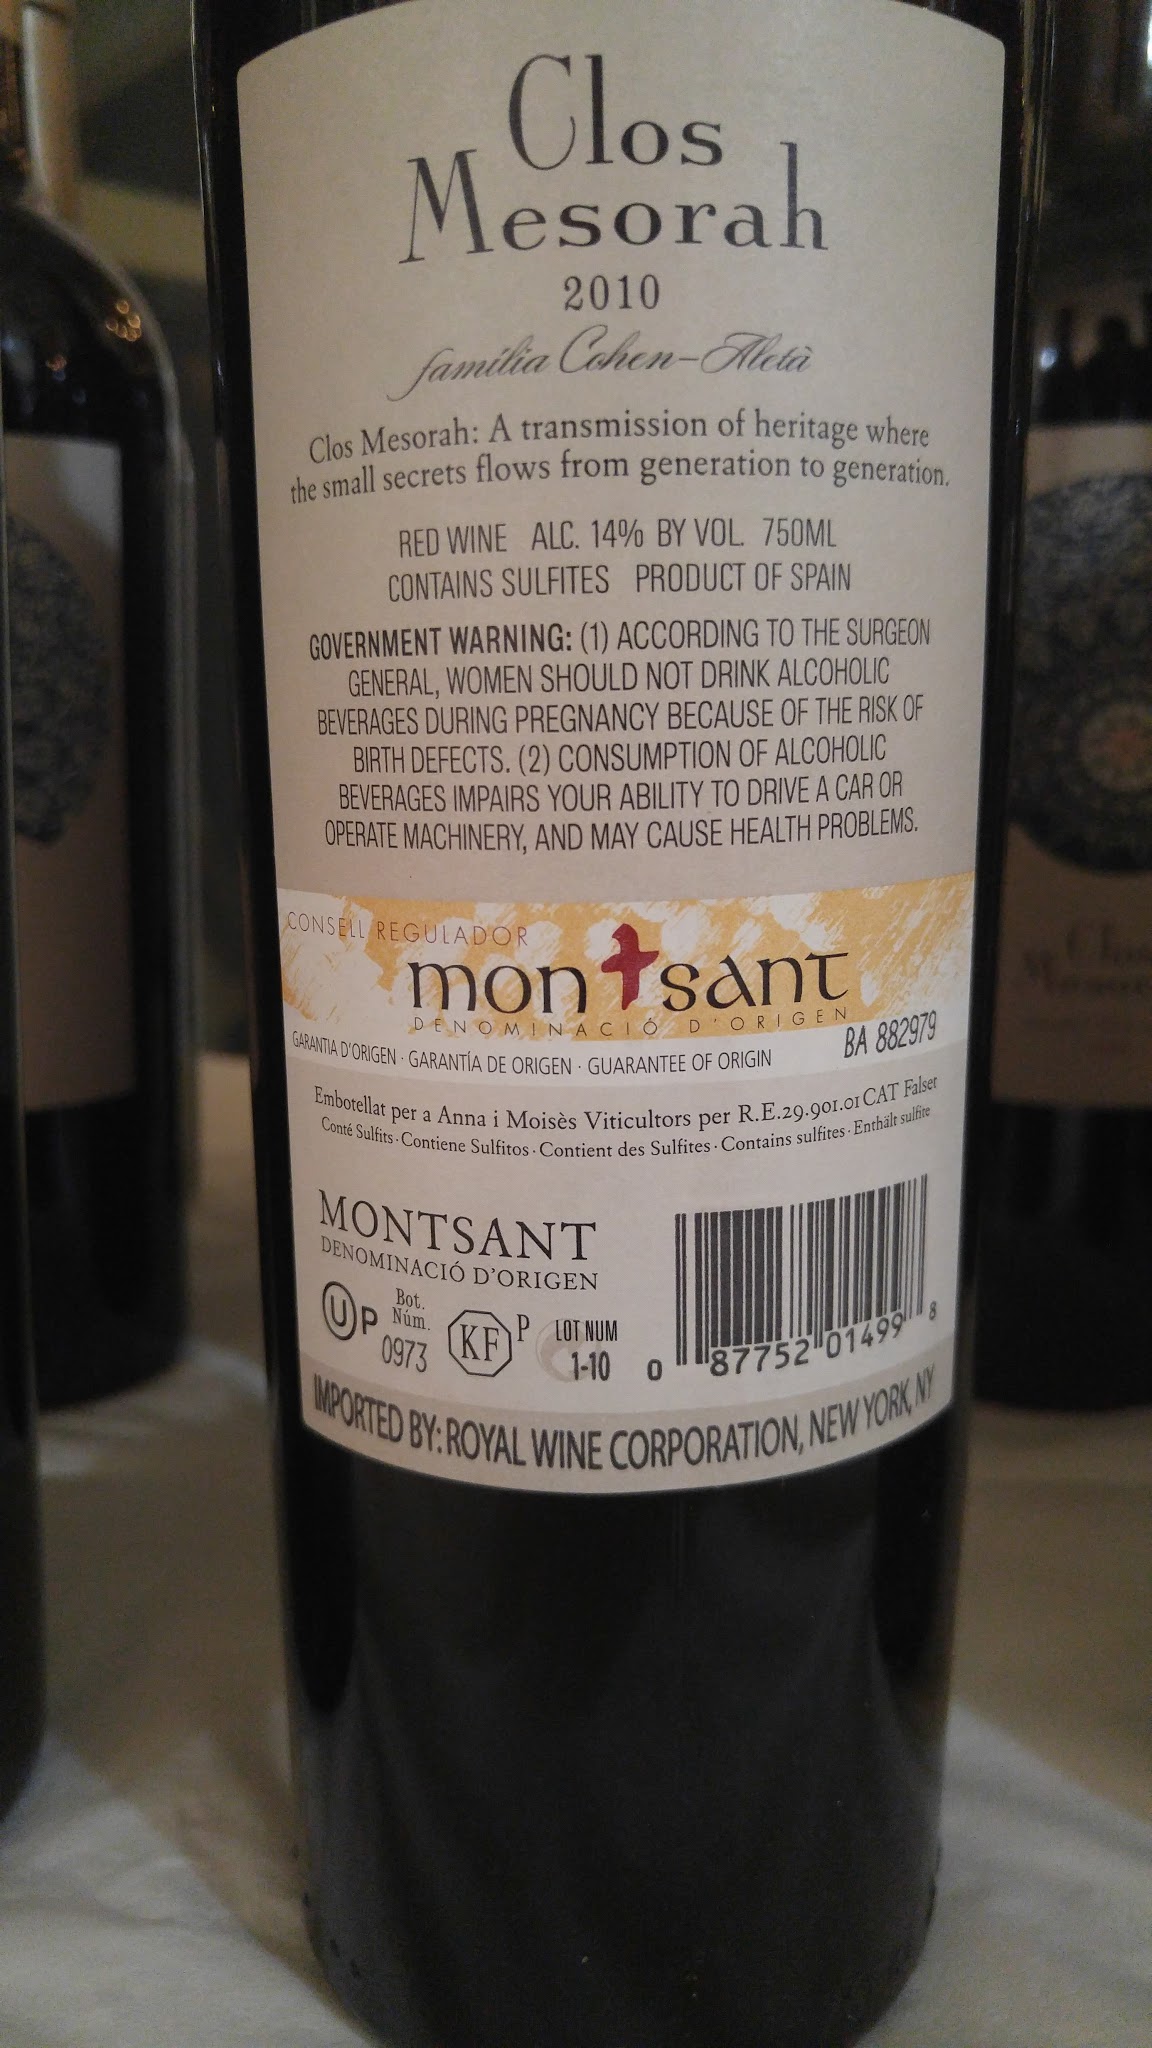 Clos
Mesorah
2010
família Cohen-Aletà
Clos Mesorah: A transmission of heritage where
the small secrets flows from generation to generation.
RED WINE ALC. 14% BY VOL. 750ML
CONTAINS SULFITES PRODUCT OF SPAIN
GOVERNMENT WARNING: (1) ACCORDING TO THE SURGEON
GENERAL, WOMEN SHOULD NOT DRINK ALCOHOLIC
BEVERAGES DURING PREGNANCY BECAUSE OF THE RISK OF
BIRTH DEFECTS. (2) CONSUMPTION OF ALCOHOLIC
BEVERAGES IMPAIRS YOUR ABILITY TO DRIVE A CAR OR
OPERATE MACHINERY, AND MAY CAUSE HEALTH PROBLEMS.
CONSELL REGULADOR
montsant
DENOMINACIÓ D'ORIGEN
GARANTIA D'ORIGEN · GARANTÍA DE ORIGEN · GUARANTEE OF ORIGIN
BA 882979
Embotellat per a Anna i Moisès Viticultors per R.E.29.901.01 CAT Falset
Conté Sulfits · Contiene Sulfitos · Contient des Sulfites · Contains sulfites · Enthält sulfite
MONTSANT
DENOMINACIÓ D'ORIGEN
U P
Bot.
Núm.
0973
KF P
LOT NUM
1-10
0 87752 01499 8
IMPORTED BY: ROYAL WINE CORPORATION, NEW YORK, NY